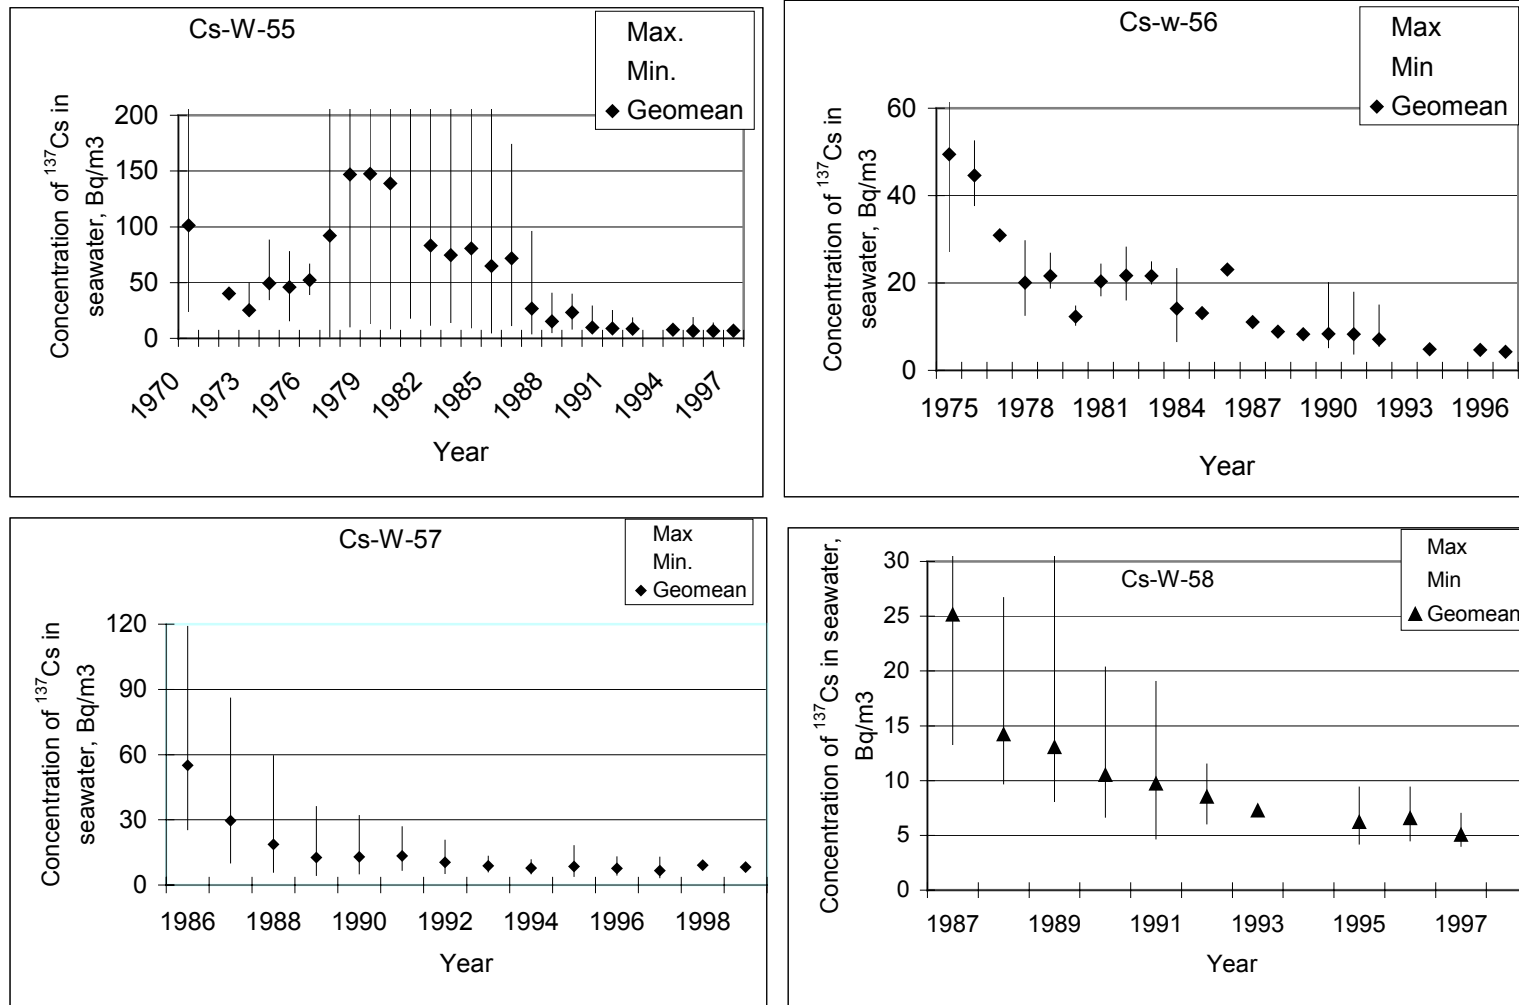 Cs-W-55
Max.
Min.
Geomean
Concentration of ¹³⁷Cs in
seawater, Bq/m3
200
150
100
50
0
1970
1973
1976
1979
1982
1985
1988
1991
1994
1997
Year
Cs-w-56
Max
Min
Geomean
Concentration of ¹³⁷Cs in
seawater, Bq/m3
60
40
20
0
1975
1978
1981
1984
1987
1990
1993
1996
Year
Cs-W-57
Max
Min.
Geomean
Concentration of ¹³⁷Cs in
seawater, Bq/m3
120
90
60
30
0
1986
1988
1990
1992
1994
1996
1998
Year
Cs-W-58
Max
Min
Geomean
Concentration of ¹³⁷Cs in seawater,
Bq/m3
30
25
20
15
10
5
0
1987
1989
1991
1993
1995
1997
Year